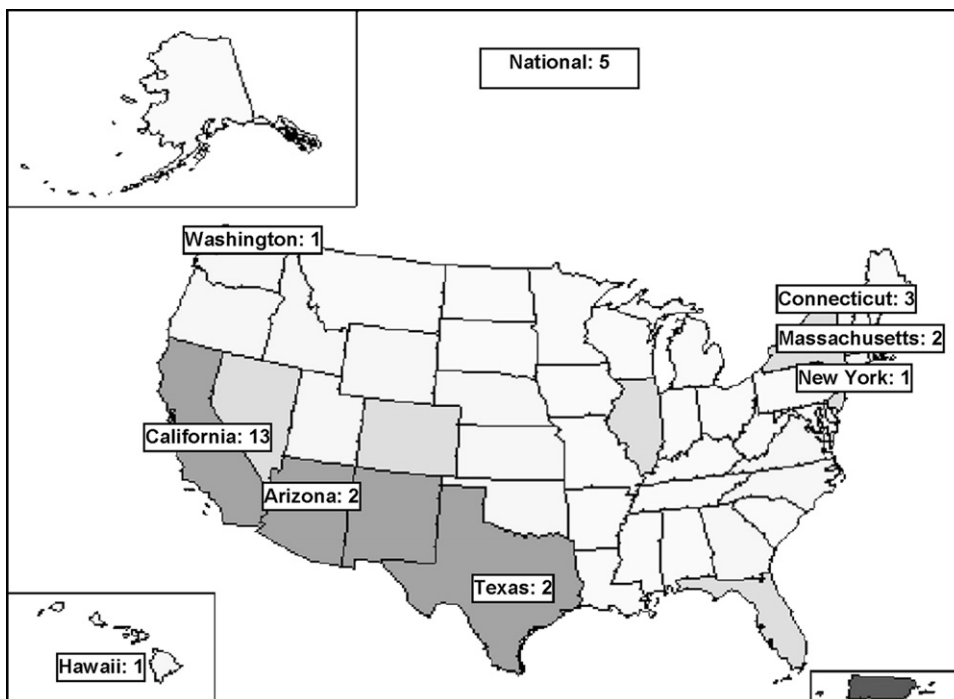 National: 5
Washington: 1
Connecticut: 3
Massachusetts: 2
New York: 1
California: 13
Arizona: 2
Texas: 2
Hawaii: 1